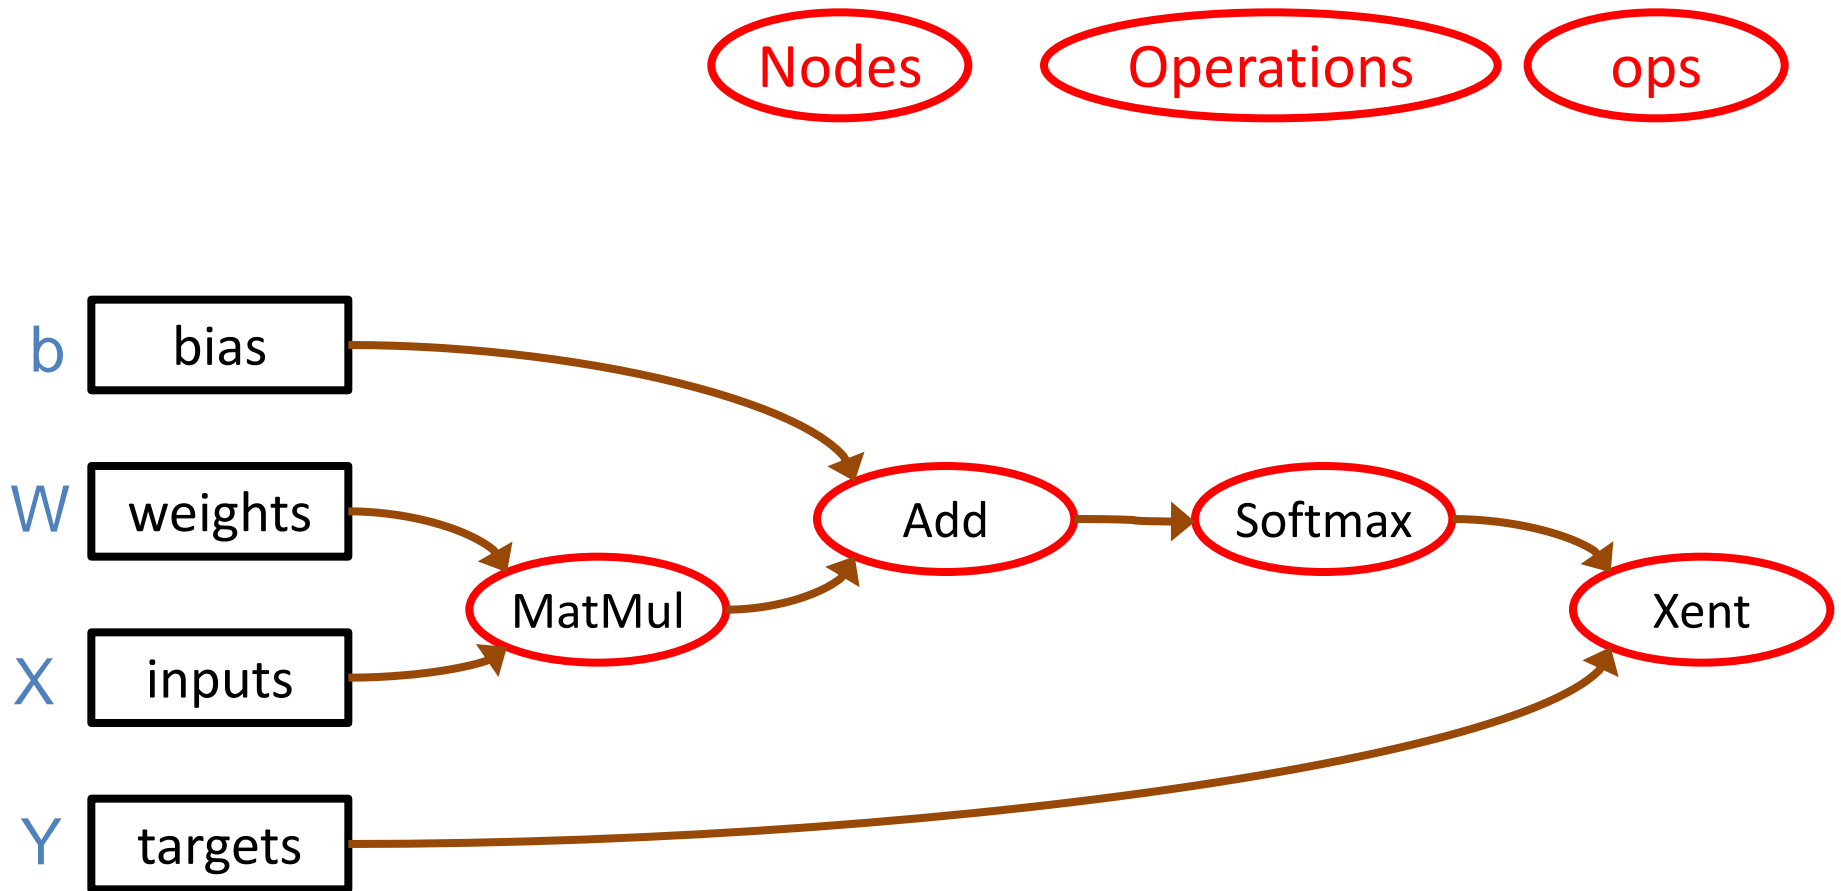 Nodes Operations ops
b bias
W weights
Add Softmax
MatMul Xent
X inputs
Y targets